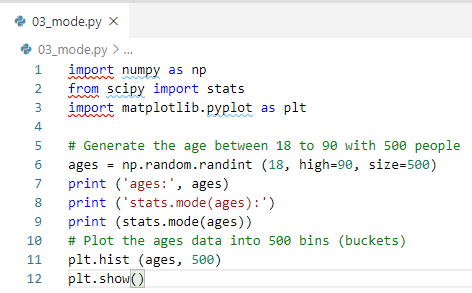 03_mode.py ×
03_mode.py > ...
1 import numpy as np
2 from scipy import stats
3 import matplotlib.pyplot as plt
4
5 # Generate the age between 18 to 90 with 500 people
6 ages = np.random.randint (18, high=90, size=500)
7 print ('ages:', ages)
8 print ('stats.mode(ages):')
9 print (stats.mode(ages))
10 # Plot the ages data into 500 bins (buckets)
11 plt.hist (ages, 500)
12 plt.show()